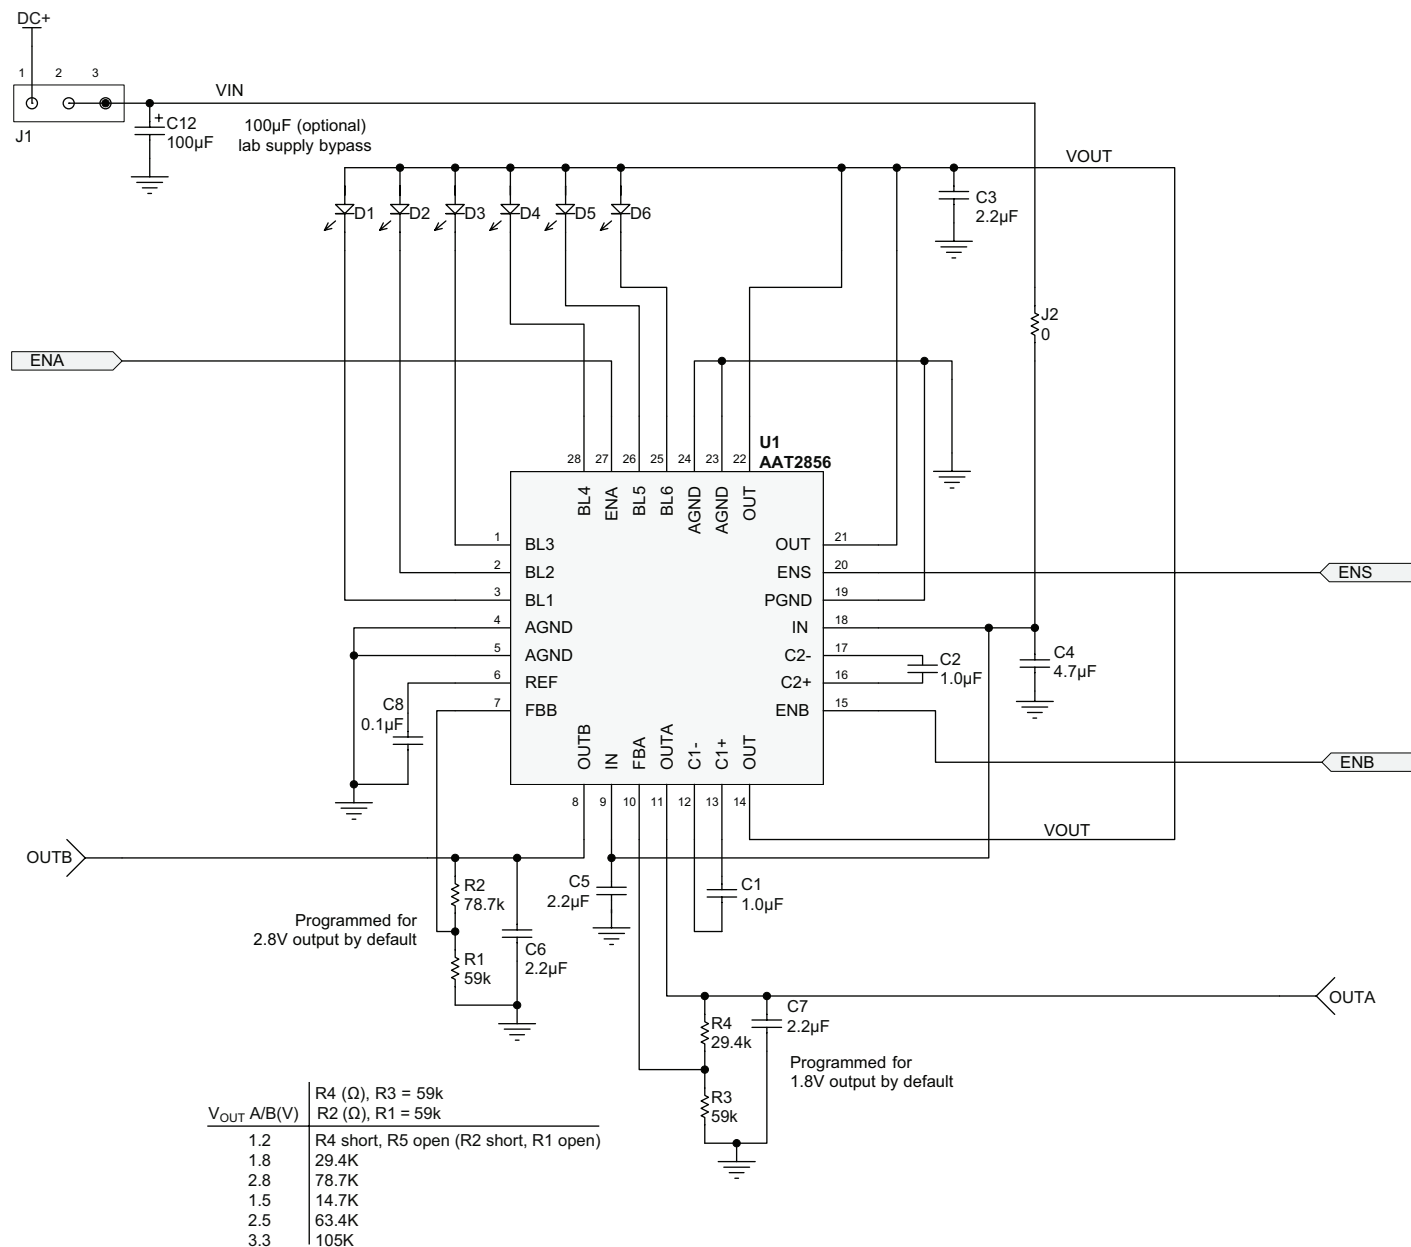 DC+
1 2 3
J1
VIN
+
C12
100µF
100µF (optional)
lab supply bypass
VOUT
C3
2.2µF
D1 D2 D3 D4 D5 D6
J2
0
ENA
U1
AAT2856
28 27 26 25 24 23 22
BL4 ENA BL5 BL6 AGND AGND OUT
1 BL3
2 BL2
3 BL1
4 AGND
5 AGND
6 REF
7 FBB
OUT 21
ENS 20
PGND 19
IN 18
C2- 17
C2+ 16
ENB 15
ENS
C2
1.0µF
C4
4.7µF
C8
0.1µF
OUTB IN FBA OUTA C1- C1+ OUT
8 9 10 11 12 13 14
ENB
VOUT
OUTB
R2
78.7k
C5
2.2µF
C1
1.0µF
Programmed for
2.8V output by default
R1
59k
C6
2.2µF
OUTA
R4
29.4k
C7
2.2µF
Programmed for
1.8V output by default
R3
59k
R4 (Ω), R3 = 59k
VOUT A/B(V) R2 (Ω), R1 = 59k
1.2 R4 short, R5 open (R2 short, R1 open)
1.8 29.4K
2.8 78.7K
1.5 14.7K
2.5 63.4K
3.3 105K